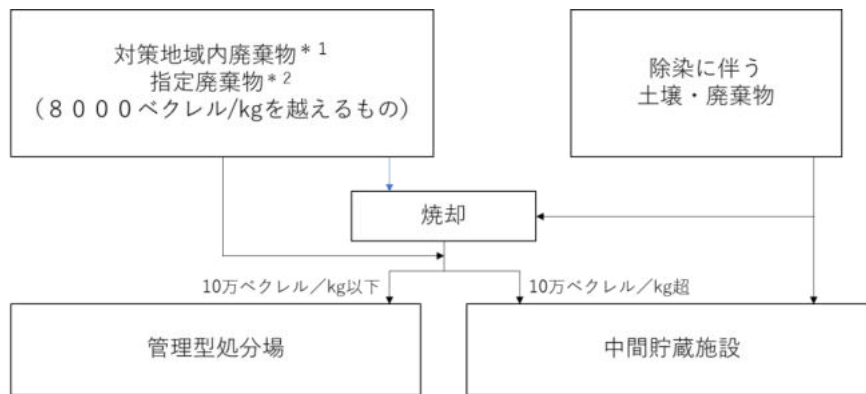 対策地域内廃棄物＊1
指定廃棄物＊2
（８０００ベクレル/kgを越えるもの）
除染に伴う
土壌・廃棄物
焼却
10万ベクレル／kg以下
10万ベクレル／kg超
管理型処分場
中間貯蔵施設